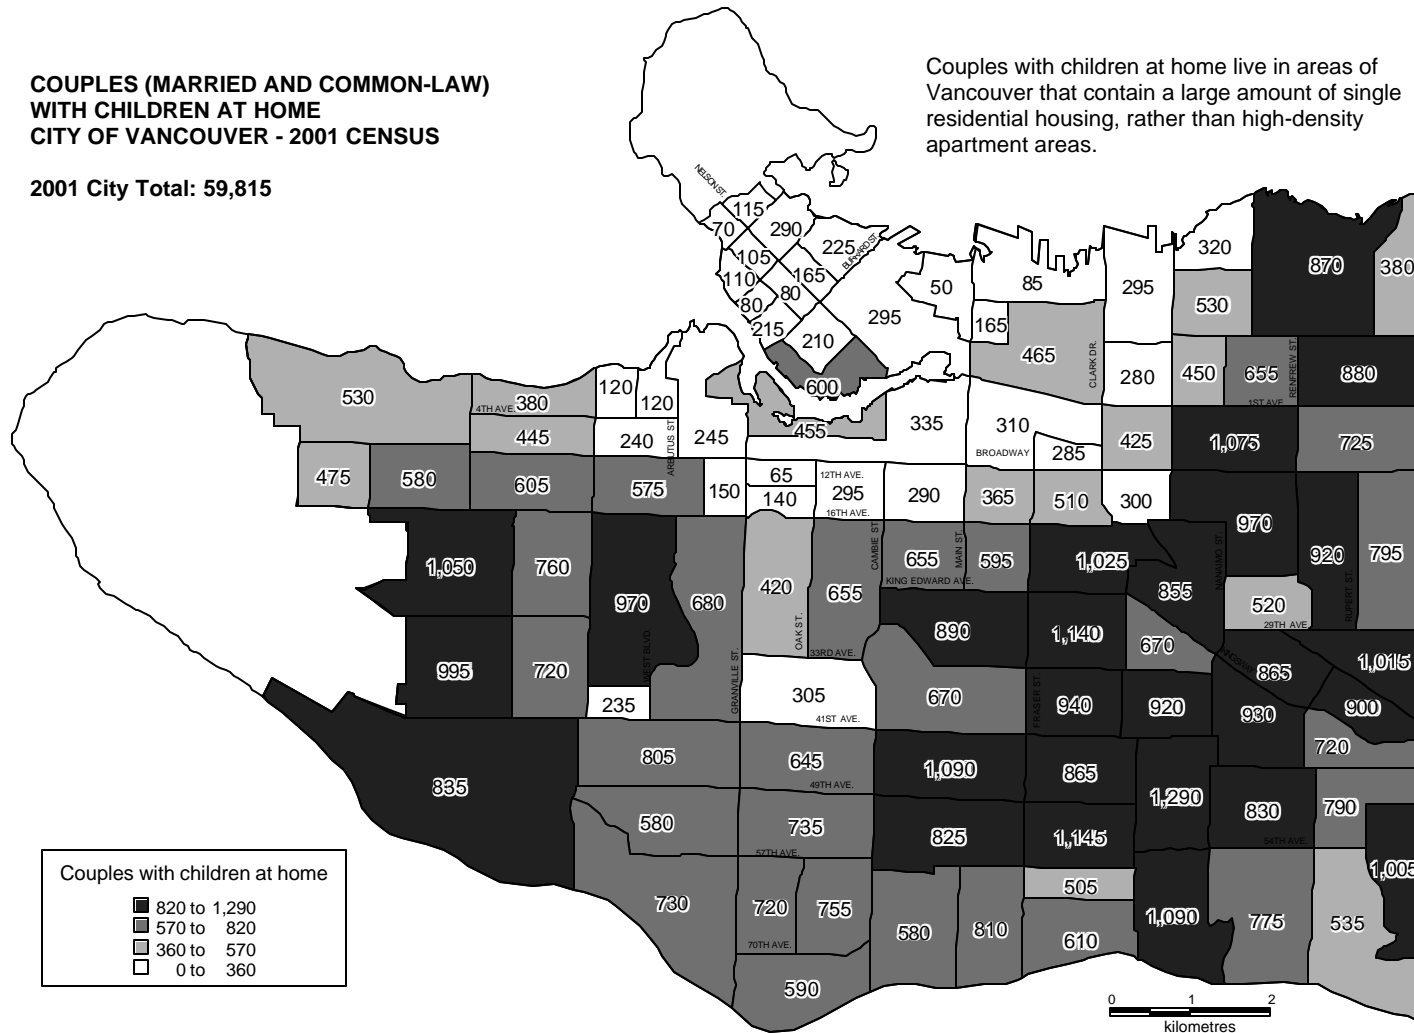 COUPLES (MARRIED AND COMMON-LAW)
WITH CHILDREN AT HOME
CITY OF VANCOUVER - 2001 CENSUS
2001 City Total: 59,815
Couples with children at home live in areas of
Vancouver that contain a large amount of single
residential housing, rather than high-density
apartment areas.
NELSON ST.
115
70
290
225
BURRARD ST.
105
165
110
80
80
215
210
295
50
85
165
295
320
870
380
530
465
CLARK DR.
280
450
655
RENFREW ST.
880
1ST AVE.
600
530
4TH AVE.
380
120
120
445
240
ARBUTUS ST.
245
455
335
310
BROADWAY
285
425
1,075
725
475
580
605
575
150
65
140
12TH AVE.
295
16TH AVE.
290
365
510
300
970
920
795
1,050
760
970
680
420
655
CAMBIE ST.
655
MAIN ST.
595
KING EDWARD AVE.
1,025
855
NANAIMO ST.
520
29TH AVE.
RUPERT ST.
OAK ST.
33RD AVE.
890
1,140
670
KINGSWAY
865
1,015
995
720
WEST BLVD.
235
GRANVILLE ST.
305
41ST AVE.
670
FRASER ST.
940
920
930
900
720
835
805
645
49TH AVE.
1,090
865
1,290
830
54TH AVE.
790
580
735
57TH AVE.
825
1,145
1,005
730
720
755
70TH AVE.
580
810
505
610
1,090
775
535
590
Couples with children at home
820 to 1,290
570 to 820
360 to 570
0 to 360
0 1 2
kilometres